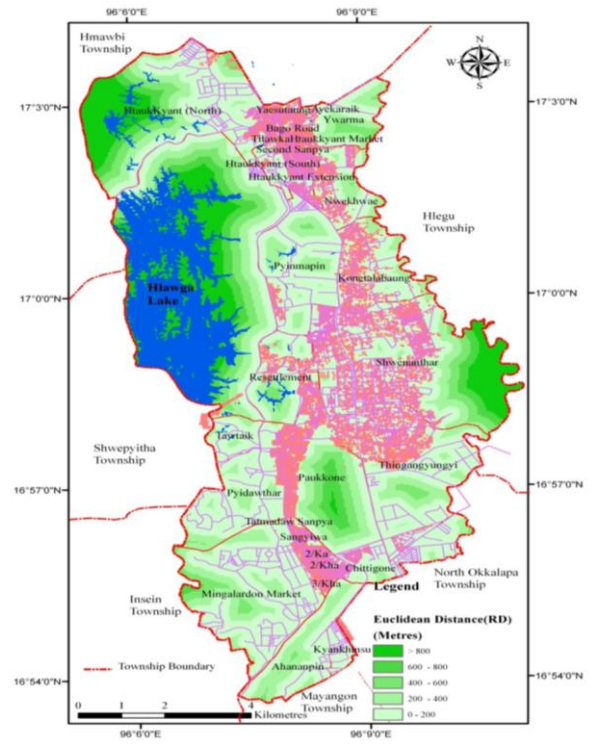 96°6'0"E 96°9'0"E
Hmawbi
Township
N
W E
S
17°3'0"N 17°3'0"N
HtaukKyant (North)
Yaesutaung Ayekaraik
Ywarma
Bago Road
Htaukkyant Market
Second Sanpya
Htaukkyant (South)
Htaukkyant Extension
Nwekhwae
Hlegu
Township
Pyinmapin
Konetalabaung
Hlawga
Lake
17°0'0"N 17°0'0"N
Shwenanthar
Resettlement
Shwepyitha
Township
Tayttaik
Thingangyungyi
Paukkone
16°57'0"N 16°57'0"N
Pyidawthar
Tatmadaw Sanpya
Sangyiwa
2/Ka
2/Kha
Chittigone
North Okkalapa
Township
3/Kha
Insein
Township
Mingalardon Market
Legend
Euclidean Distance(RD)
(Metres)
> 800
600 - 800
400 - 600
200 - 400
0 - 200
Kyankhinsu
Ahananpin
Township Boundary
16°54'0"N 16°54'0"N
Mayangon
Township
0 1 2 4
Kilometres
96°6'0"E 96°9'0"E